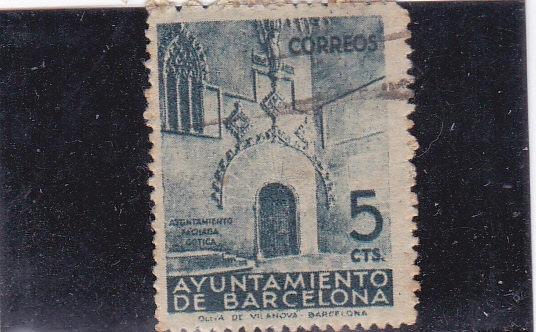 CORREOS
AYUNTAMIENTO
FACHADA
GOTICA
5
CTS.
AYUNTAMIENTO
DE BARCELONA
OLIVA DE VILANOVA - BARCELONA